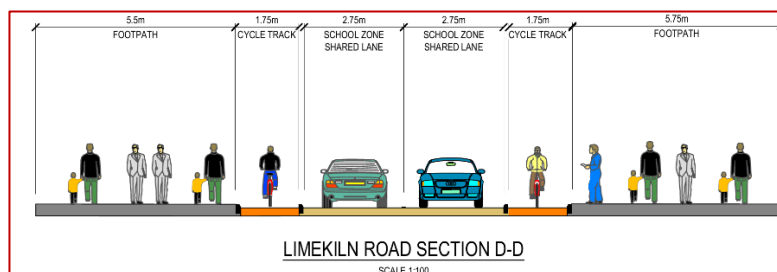 5.5m
FOOTPATH
1.75m
CYCLE TRACK
2.75m
SCHOOL ZONE
SHARED LANE
2.75m
SCHOOL ZONE
SHARED LANE
1.75m
CYCLE TRACK
5.75m
FOOTPATH
LIMEKILN ROAD SECTION D-D
SCALE 1:100